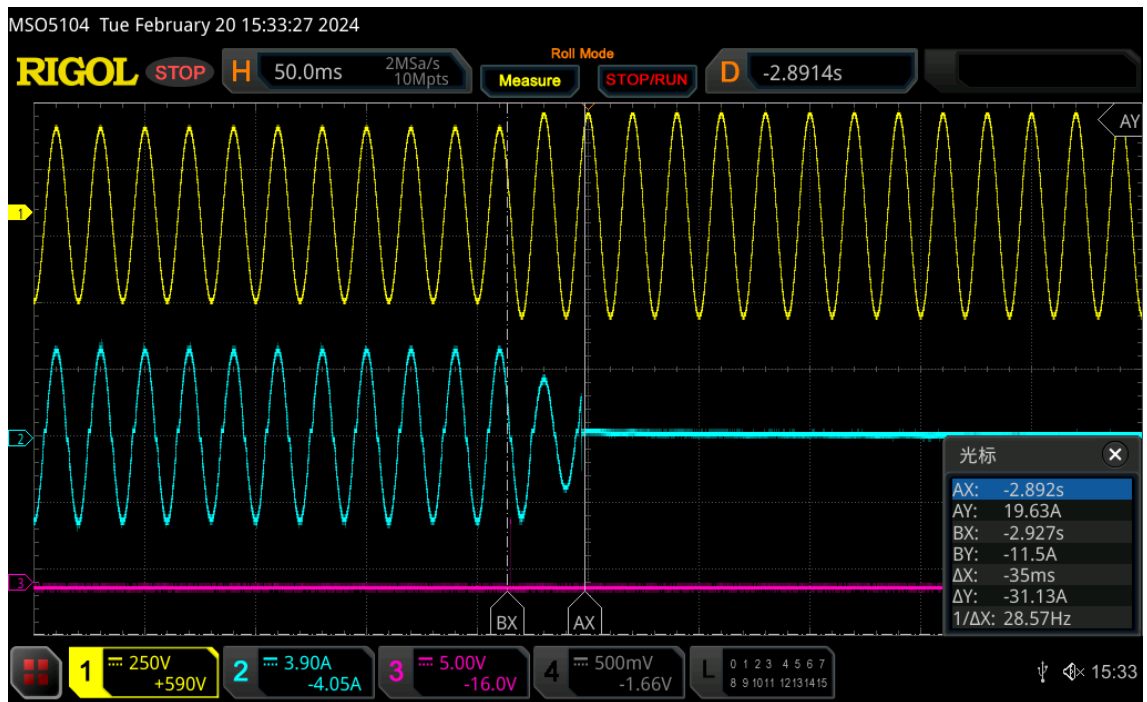 MSO5104 Tue February 20 15:33:27 2024
RIGOL STOP H 50.0ms 2MSa/s 10Mpts Roll Mode Measure STOP/RUN D -2.8914s
AY
1
2
3
BX AX
光标
AX: -2.892s
AY: 19.63A
BX: -2.927s
BY: -11.5A
ΔX: -35ms
ΔY: -31.13A
1/ΔX: 28.57Hz
1 250V +590V 2 3.90A -4.05A 3 5.00V -16.0V 4 500mV -1.66V L 0 1 2 3 4 5 6 7 8 9 10 11 12 13 14 15 15:33